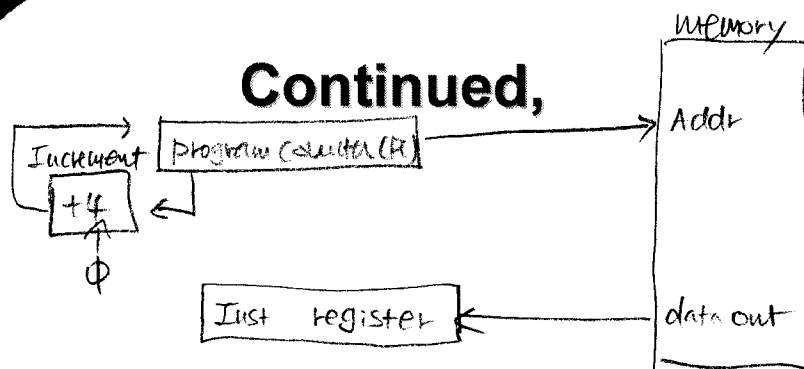 memory
Continued,
Addr
Increment
program counter (PC)
+4
Φ
Inst register
data out